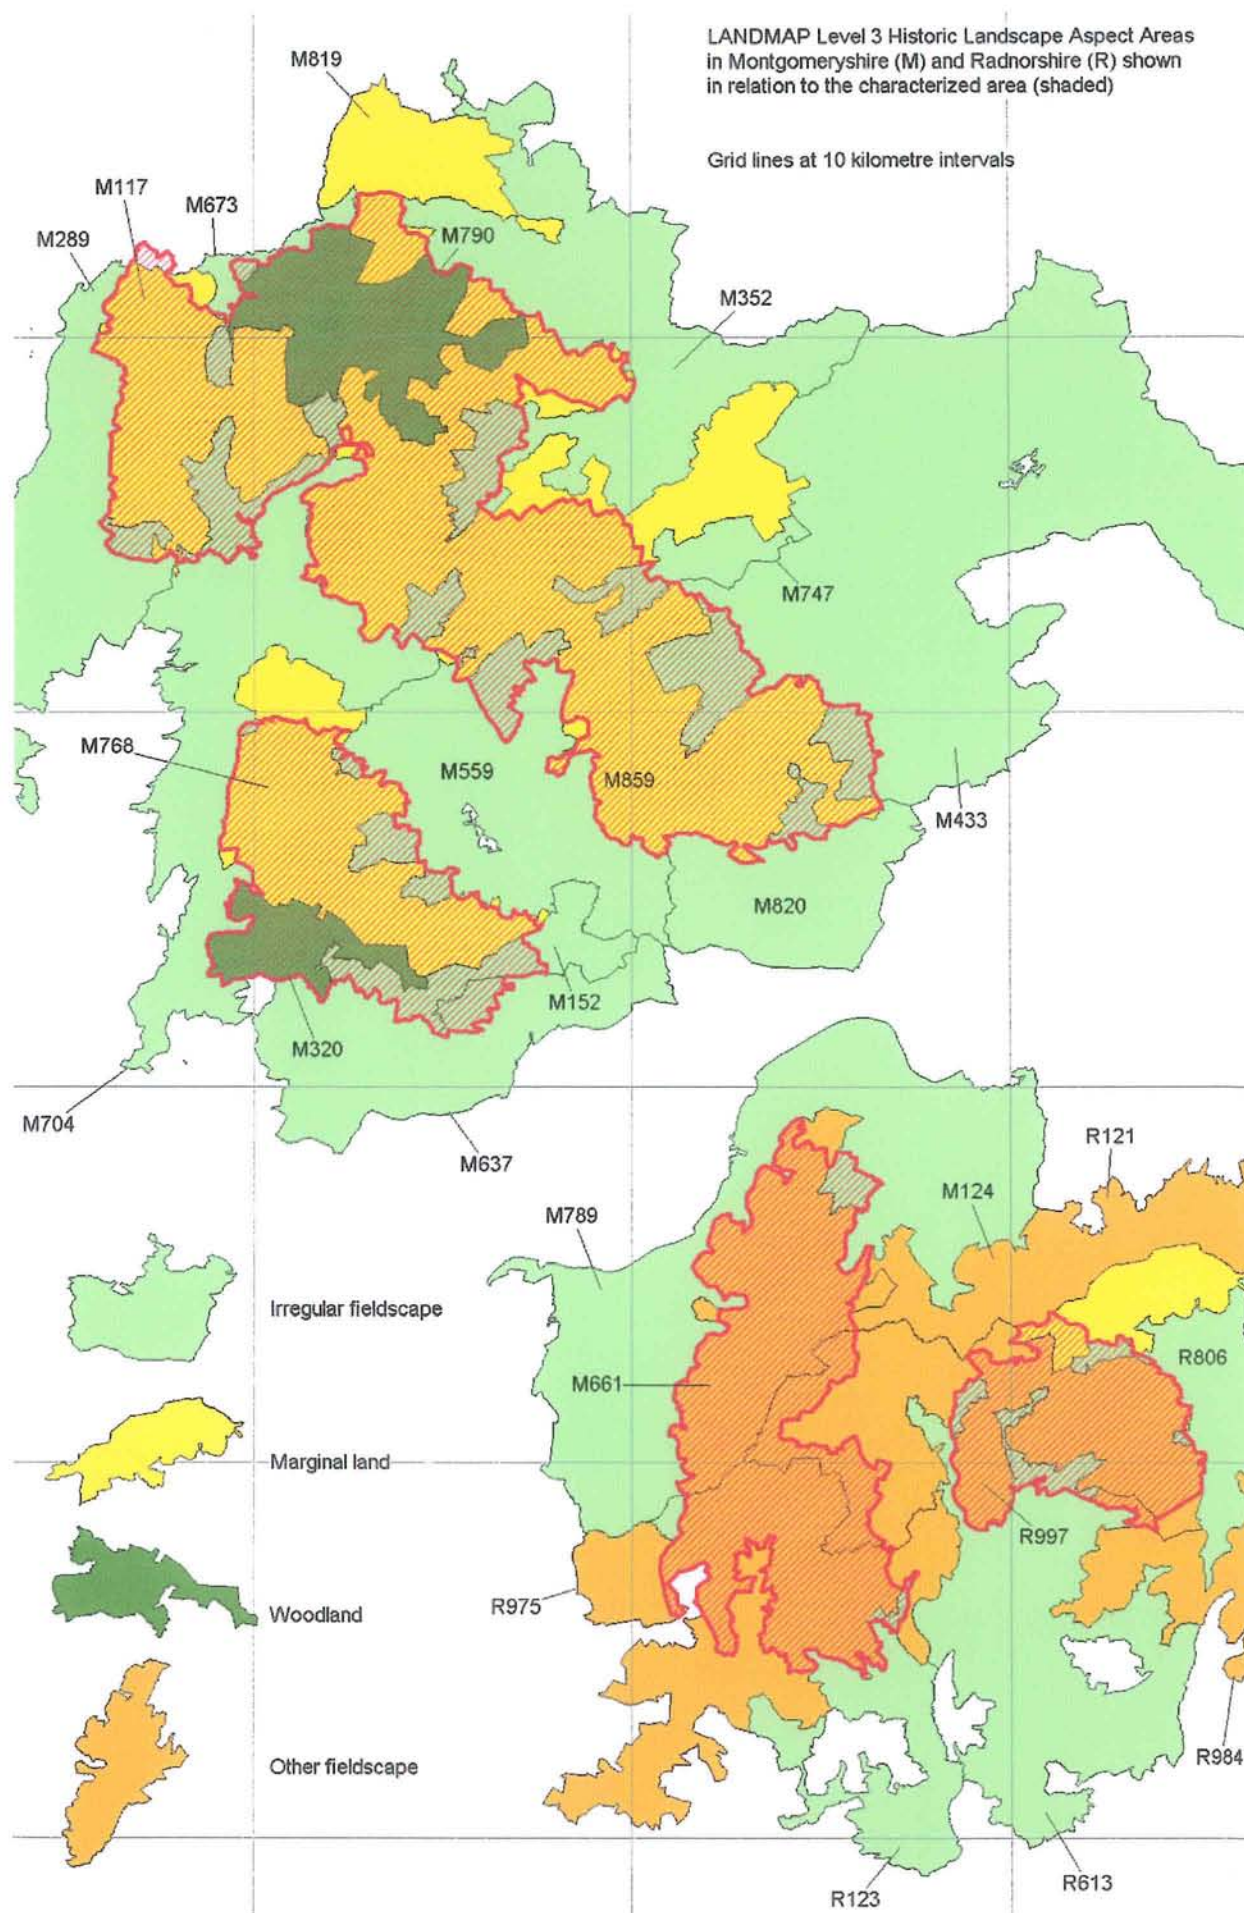 LANDMAP Level 3 Historic Landscape Aspect Areas
in Montgomeryshire (M) and Radnorshire (R) shown
in relation to the characterized area (shaded)
Grid lines at 10 kilometre intervals
M819
M117
M673
M289
M790
M352
M747
M768
M559
M859
M433
M820
M152
M320
M704
M637
R121
M124
M789
Irregular fieldscape
R806
M661
Marginal land
R997
R975
Woodland
R984
Other fieldscape
R613
R123